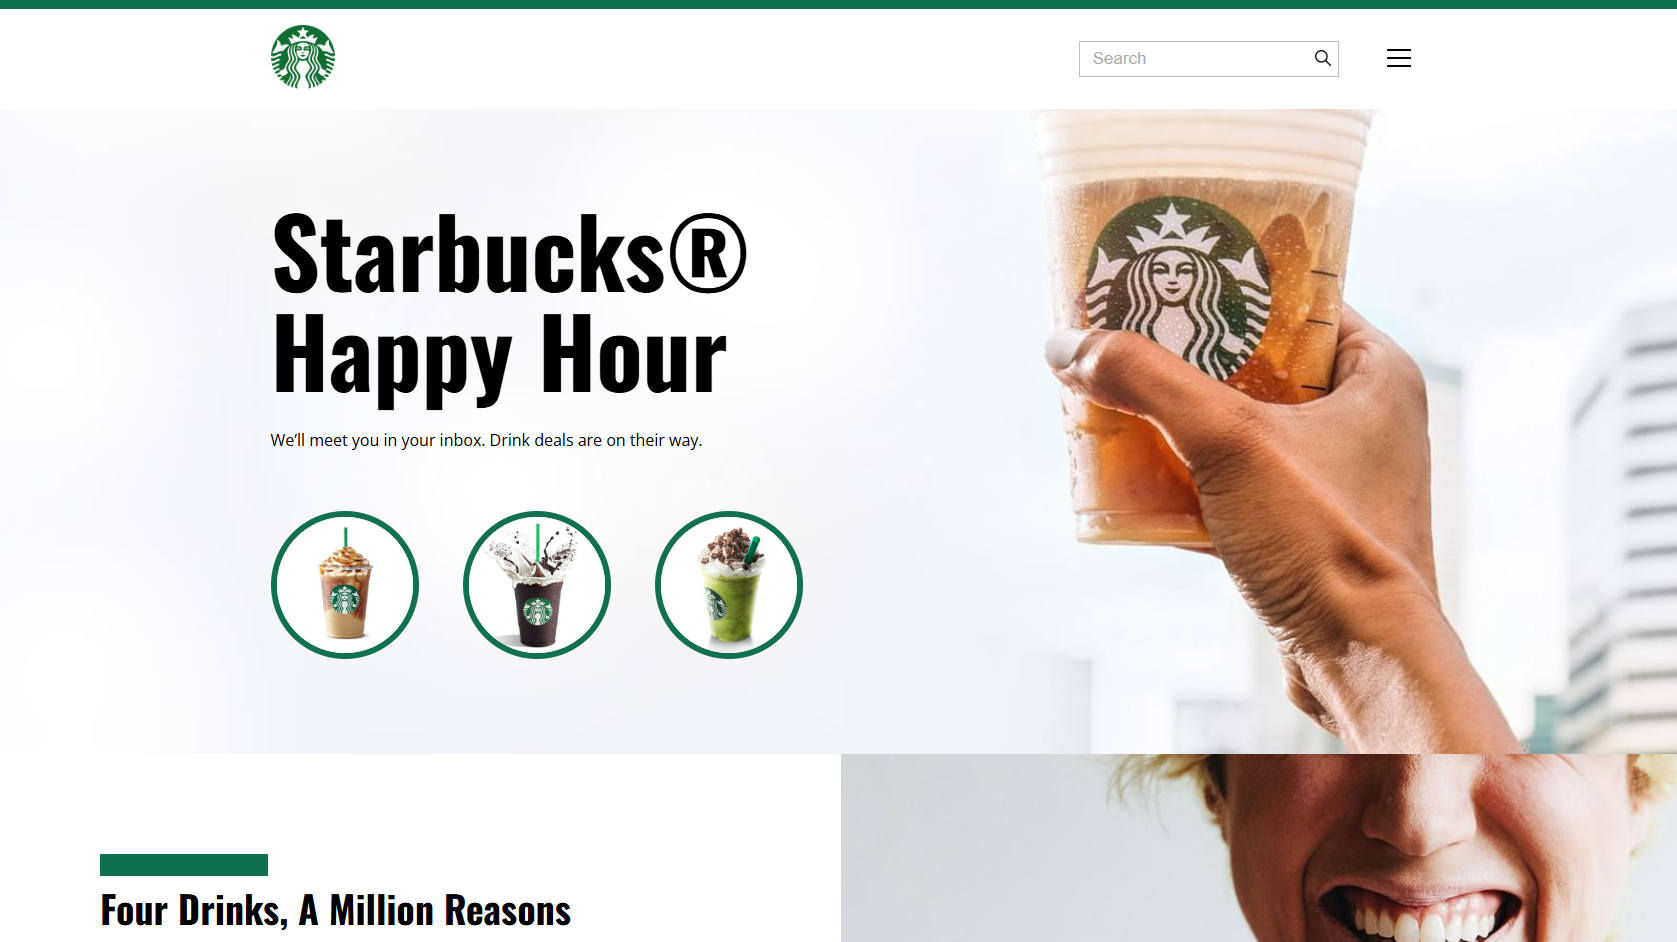 Search
Starbucks®
Happy Hour
We’ll meet you in your inbox. Drink deals are on their way.
Four Drinks, A Million Reasons